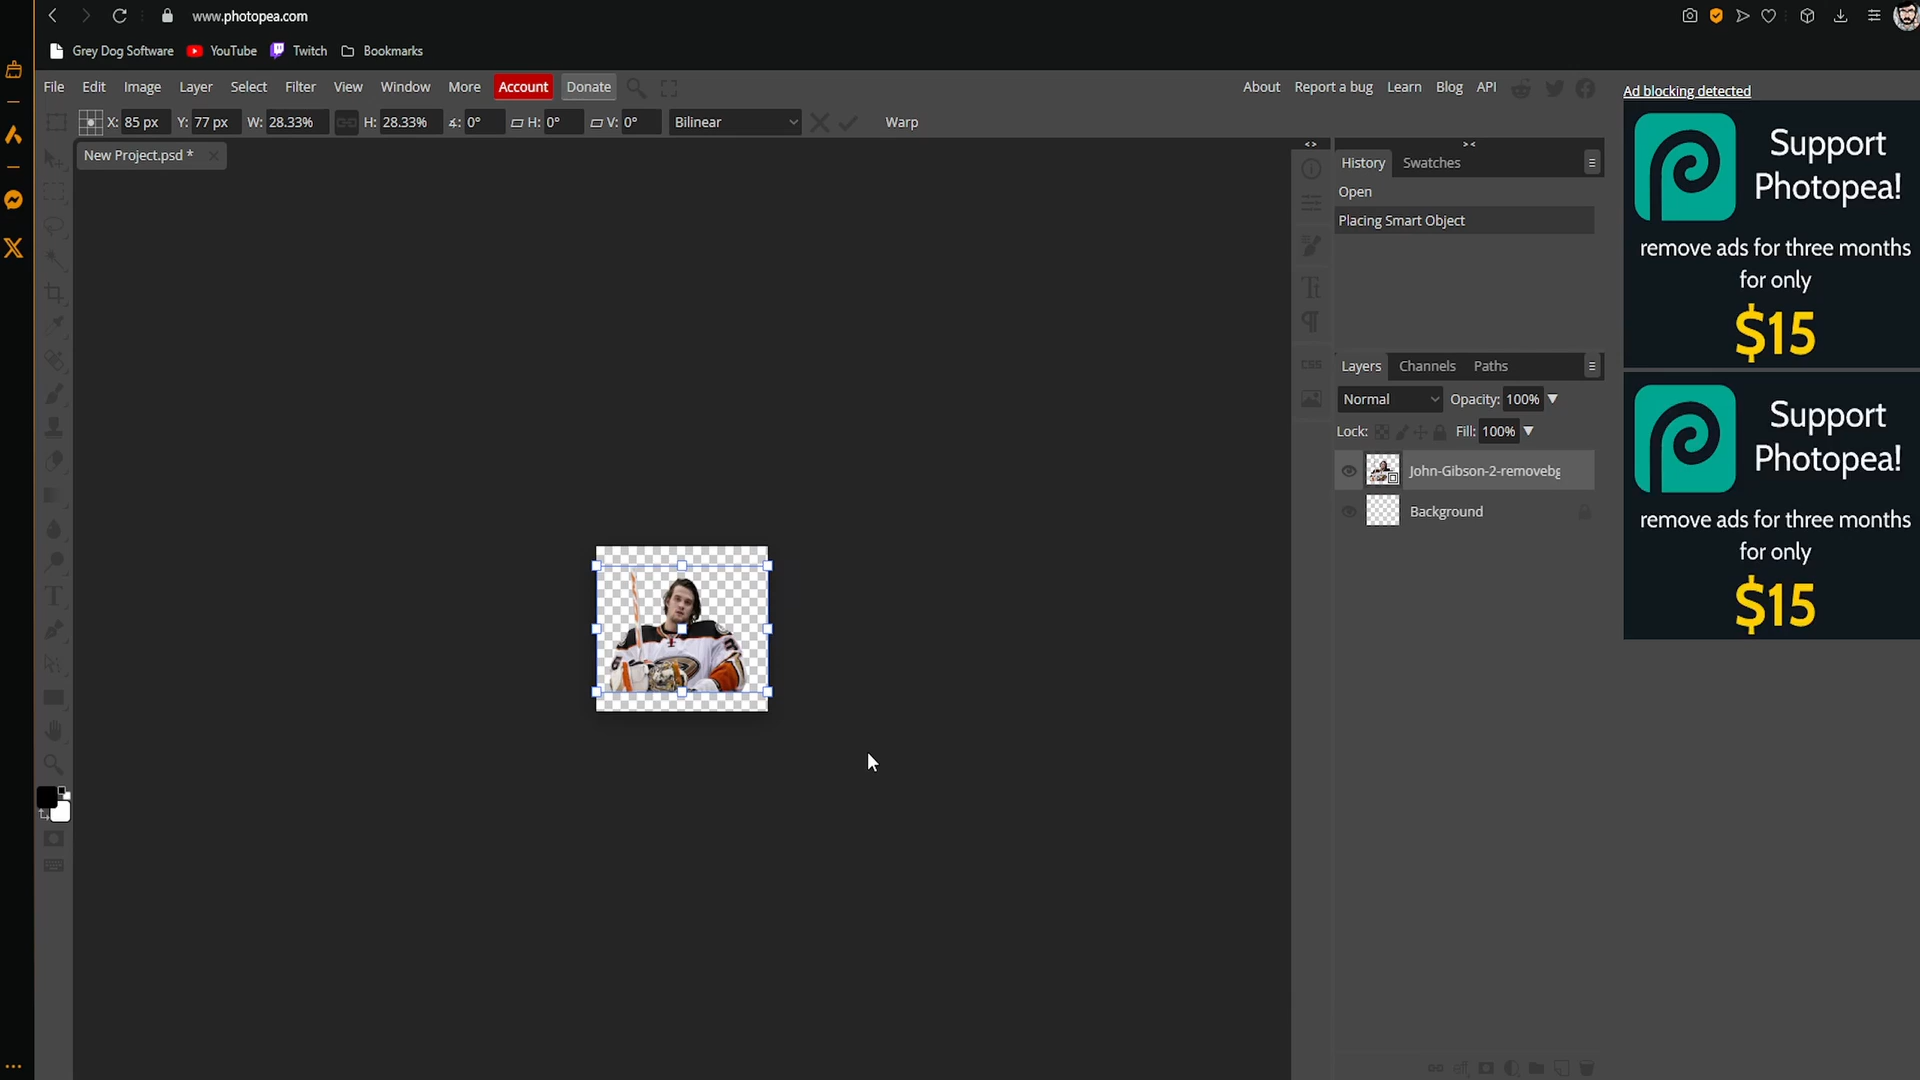 www.photopea.com
Grey Dog Software YouTube Twitch Bookmarks
File Edit Image Layer Select Filter View Window More Account Donate About Report a bug Learn Blog API
X: 85 px Y: 77 px W: 28.33% H: 28.33% ∡: 0° H: 0° V: 0° Bilinear Warp
New Project.psd *
History Swatches
Open
Placing Smart Object
Layers Channels Paths
Normal Opacity: 100%
Lock: Fill: 100%
John-Gibson-2-removebg
Background
CSS
Ad blocking detected
Support
Photopea!
remove ads for three months
for only
$15
Support
Photopea!
remove ads for three months
for only
$15